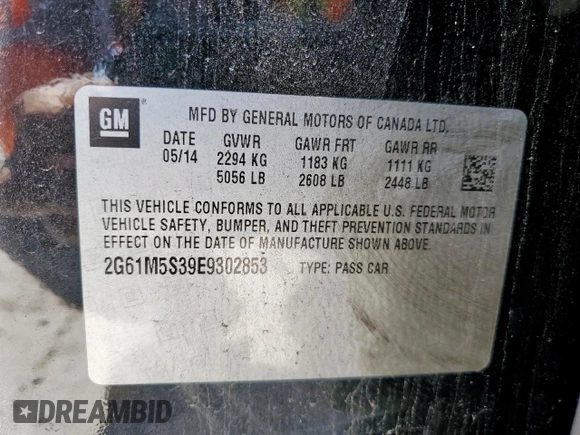 GM ®
MFD BY GENERAL MOTORS OF CANADA LTD.
DATE GVWR GAWR FRT GAWR RR
05/14 2294 KG 1183 KG 1111 KG
5056 LB 2608 LB 2448 LB
THIS VEHICLE CONFORMS TO ALL APPLICABLE U.S. FEDERAL MOTOR
VEHICLE SAFETY, BUMPER, AND THEFT PREVENTION STANDARDS IN
EFFECT ON THE DATE OF MANUFACTURE SHOWN ABOVE.
2G61M5S39E9302853 TYPE: PASS CAR
DREAMBID